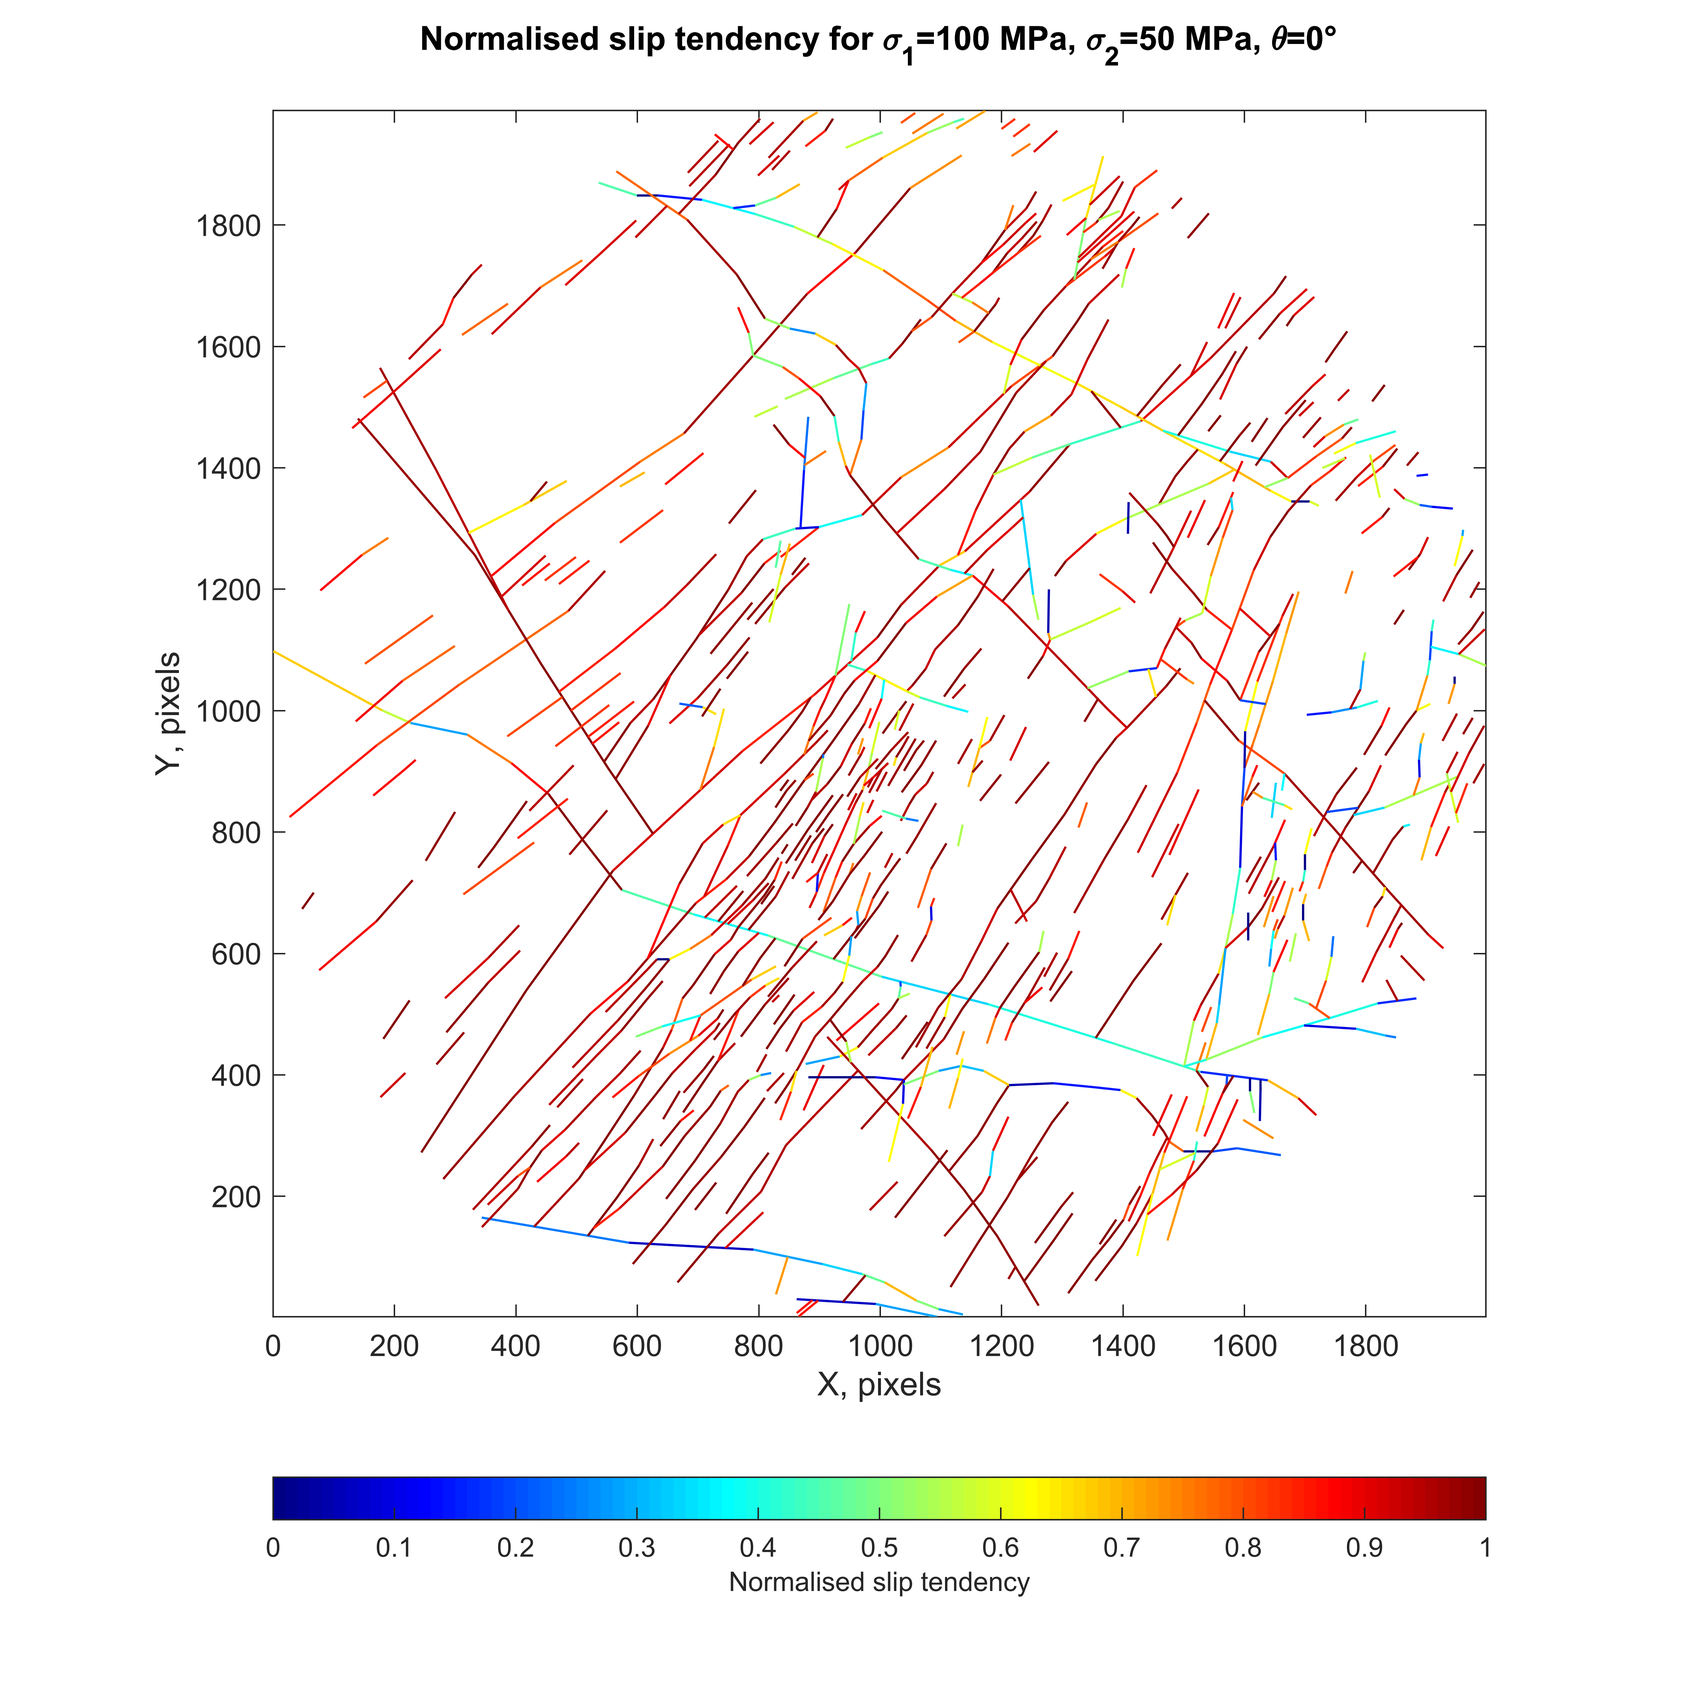 Normalised slip tendency for σ1=100 MPa, σ2=50 MPa, θ=0°
Y, pixels
1800
1600
1400
1200
1000
800
600
400
200
0 200 400 600 800 1000 1200 1400 1600 1800
X, pixels
0 0.1 0.2 0.3 0.4 0.5 0.6 0.7 0.8 0.9 1
Normalised slip tendency